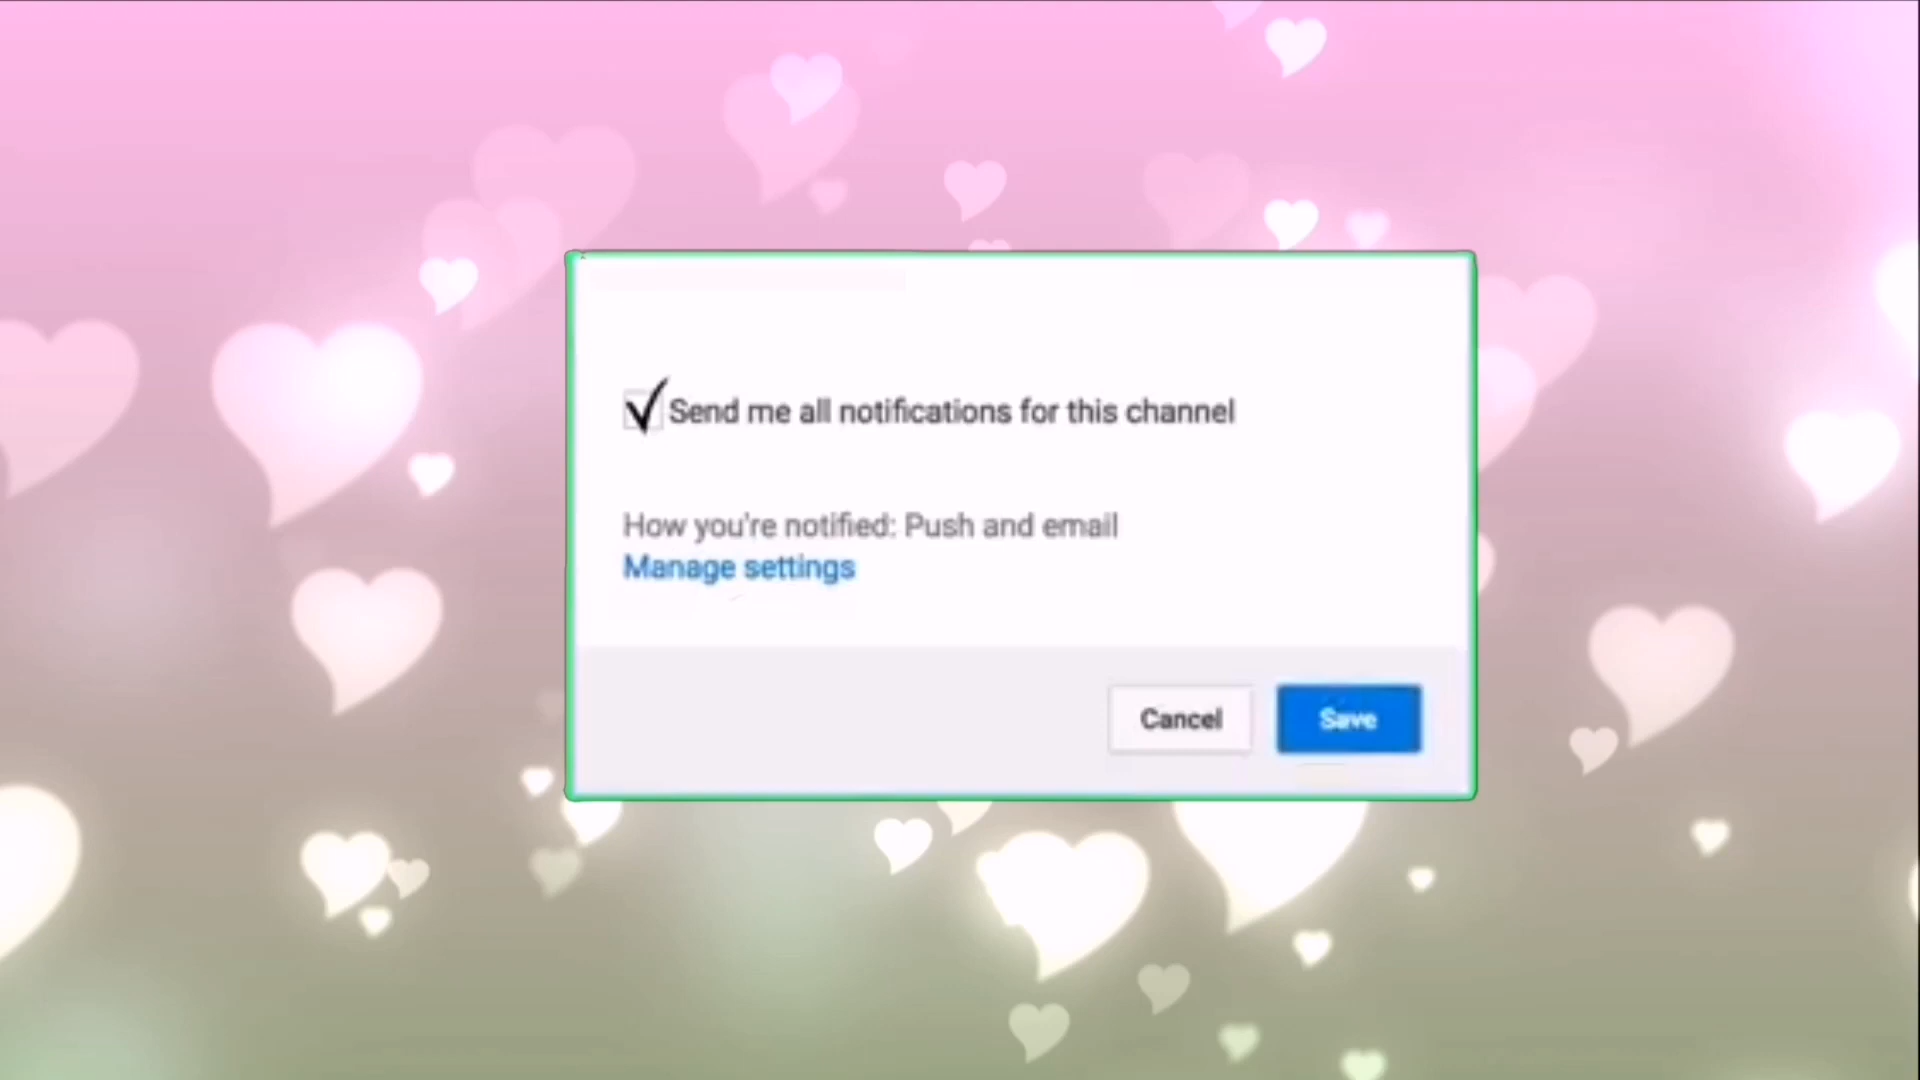 Send me all notifications for this channel
How you're notified: Push and email
Manage settings
Cancel
Save